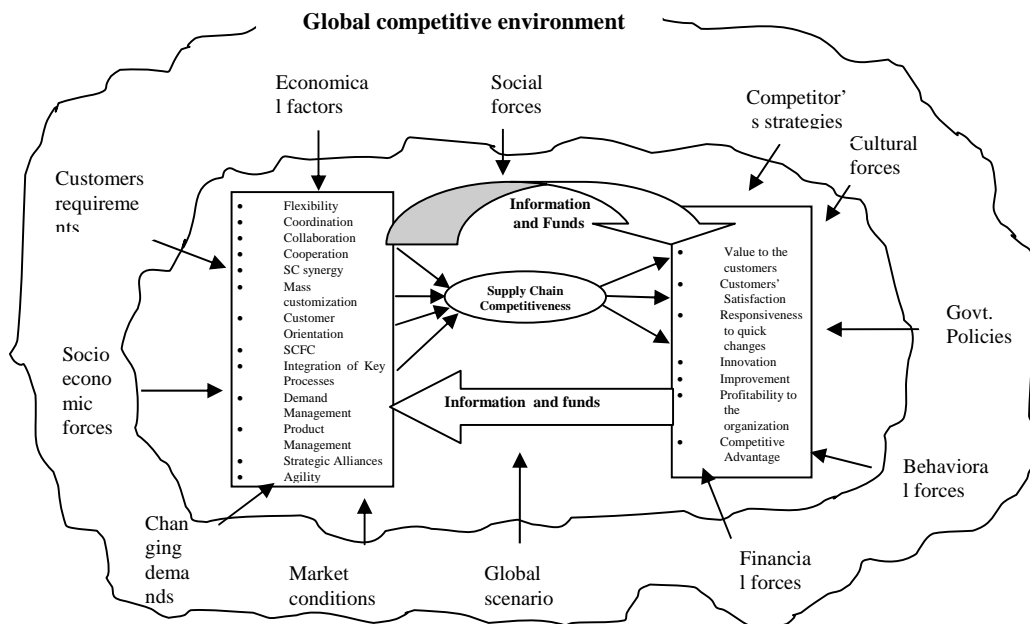 Global competitive environment
Economica
l factors
Social
forces
Competitor’
s strategies
Cultural
forces
Customers
requireme
nts
• Flexibility
• Coordination
• Collaboration
• Cooperation
• SC synergy
• Mass
customization
• Customer
Orientation
• SCFC
• Integration of Key
Processes
• Demand
Management
• Product
Management
• Strategic Alliances
• Agility
Information
and Funds
Supply Chain
Competitiveness
Information and funds
• Value to the
customers
• Customers’
Satisfaction
• Responsiveness
to quick
changes
• Innovation
• Improvement
• Profitability to
the
organization
• Competitive
Advantage
Govt.
Policies
Socio
econo
mic
forces
Behaviora
l forces
Chan
ging
dema
nds
Market
conditions
Global
scenario
Financia
l forces